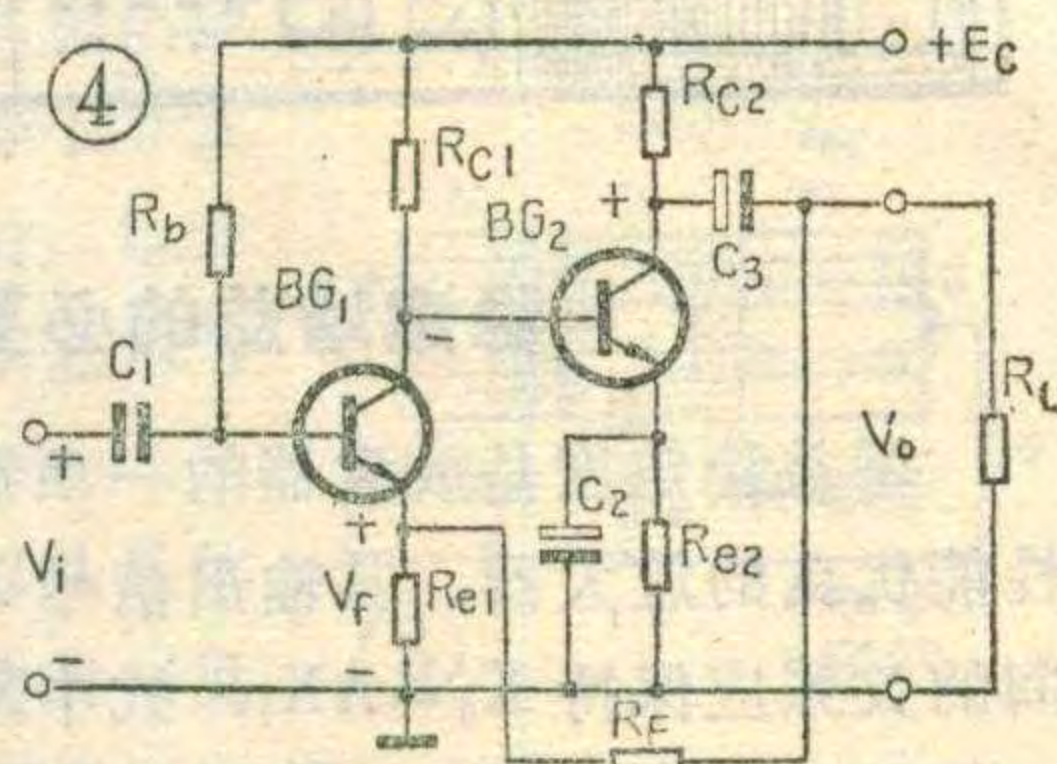 ④
+Ec
Rc2
Rc1
Rb
BG2
+
C3
BG1
-
C1
RL
+
Vo
C2
+
Vi
Vf
Re1
Re2
-
-
RF